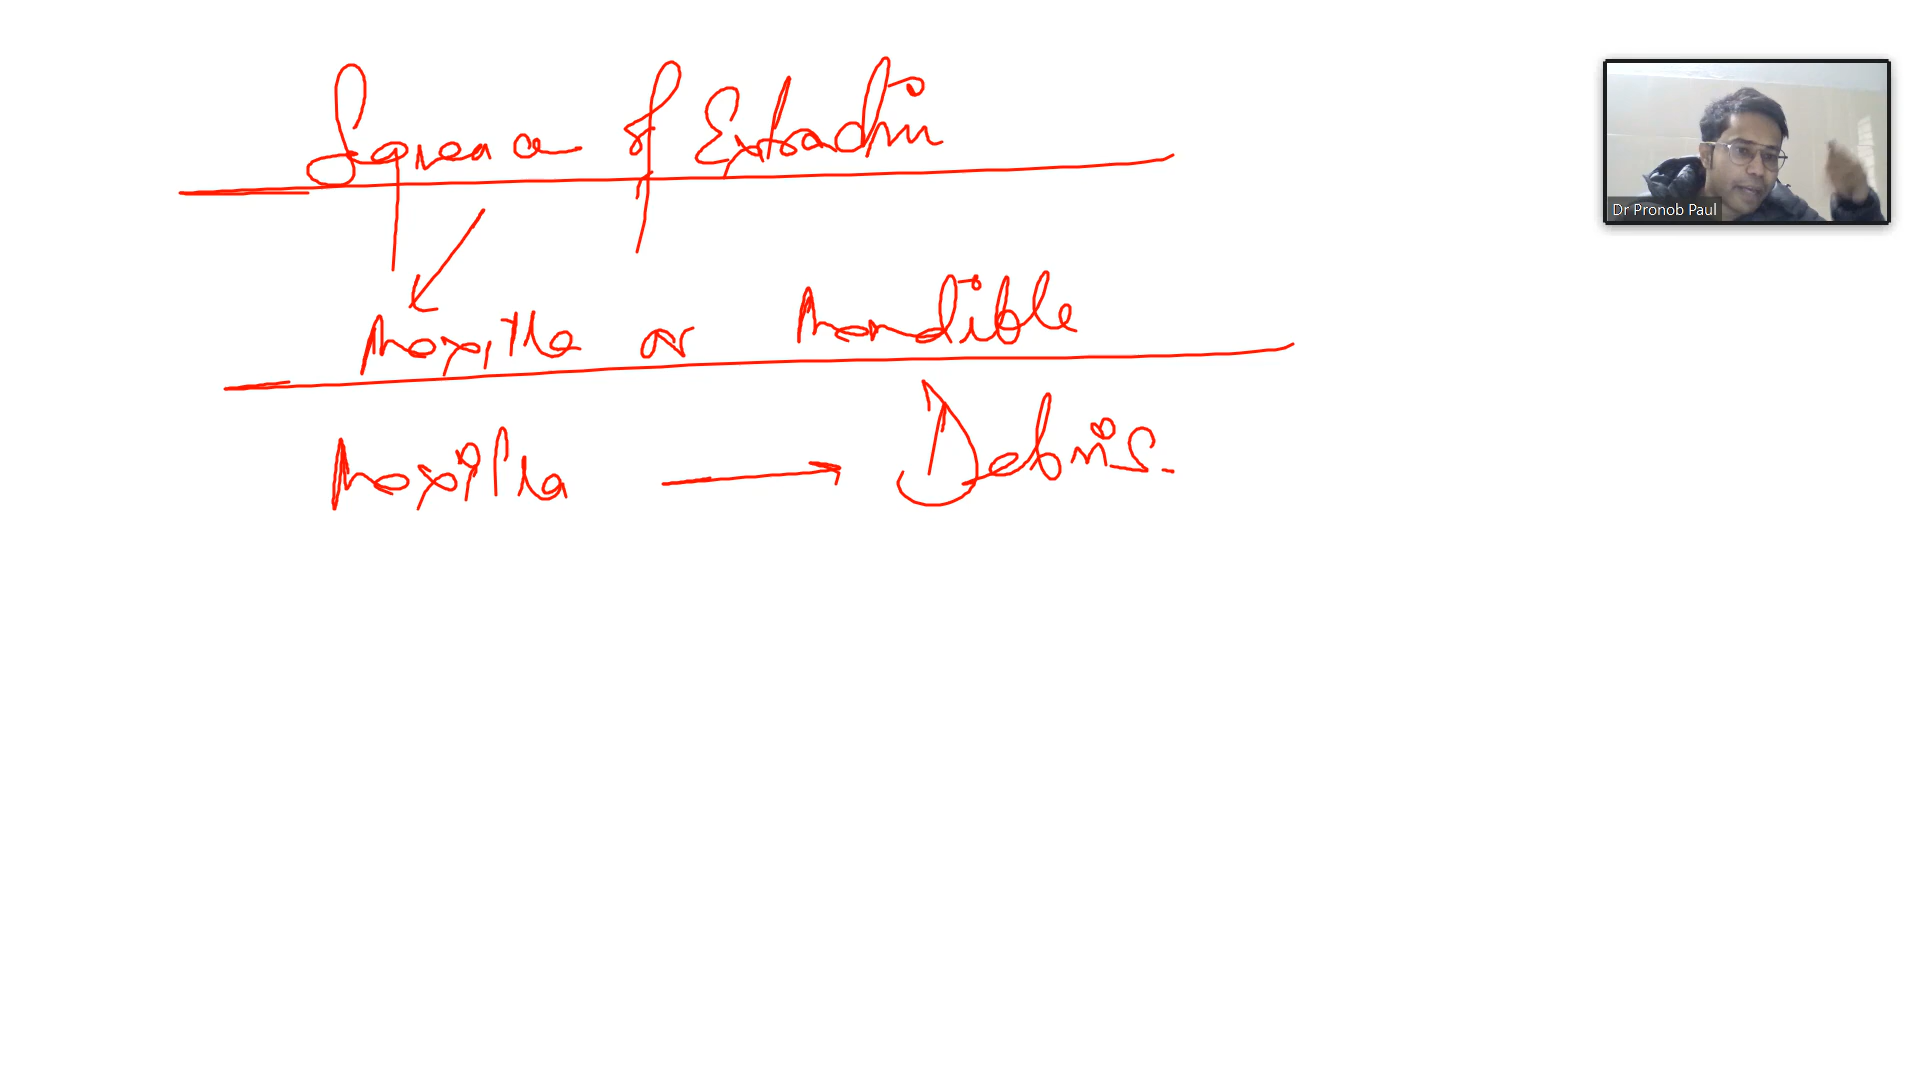 Sequence of Extraction
Dr Pronob Paul
Maxilla or Mandible
Maxilla → Debris.